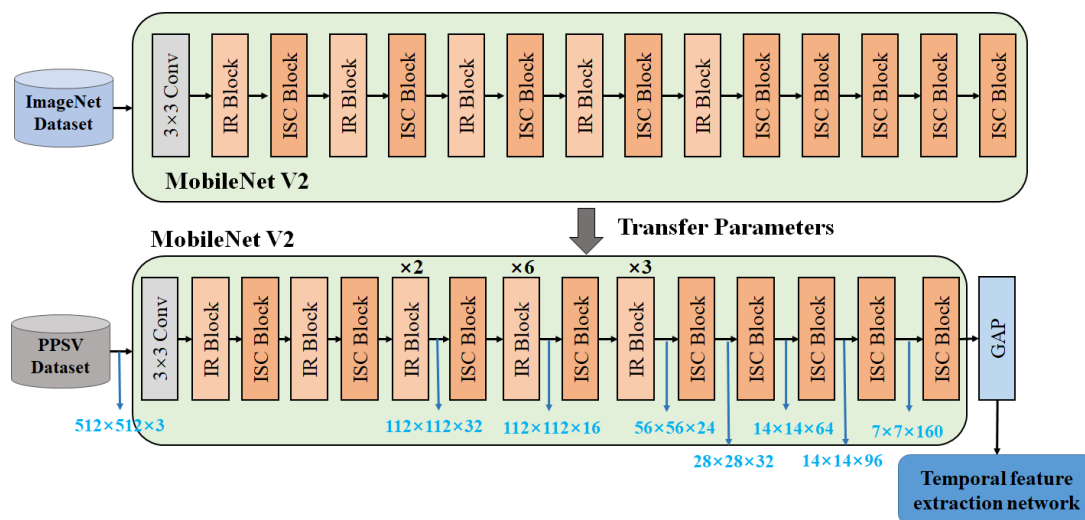 ImageNet
Dataset
3×3 Conv
IR Block
ISC Block
IR Block
ISC Block
IR Block
ISC Block
IR Block
ISC Block
IR Block
ISC Block
ISC Block
ISC Block
ISC Block
ISC Block
MobileNet V2
Transfer Parameters
MobileNet V2
×2
×6
×3
PPSV
Dataset
3×3 Conv
IR Block
ISC Block
IR Block
ISC Block
IR Block
ISC Block
IR Block
ISC Block
IR Block
ISC Block
ISC Block
ISC Block
ISC Block
ISC Block
GAP
512×512×3
112×112×32
112×112×16
56×56×24
14×14×64
7×7×160
28×28×32
14×14×96
Temporal feature
extraction network